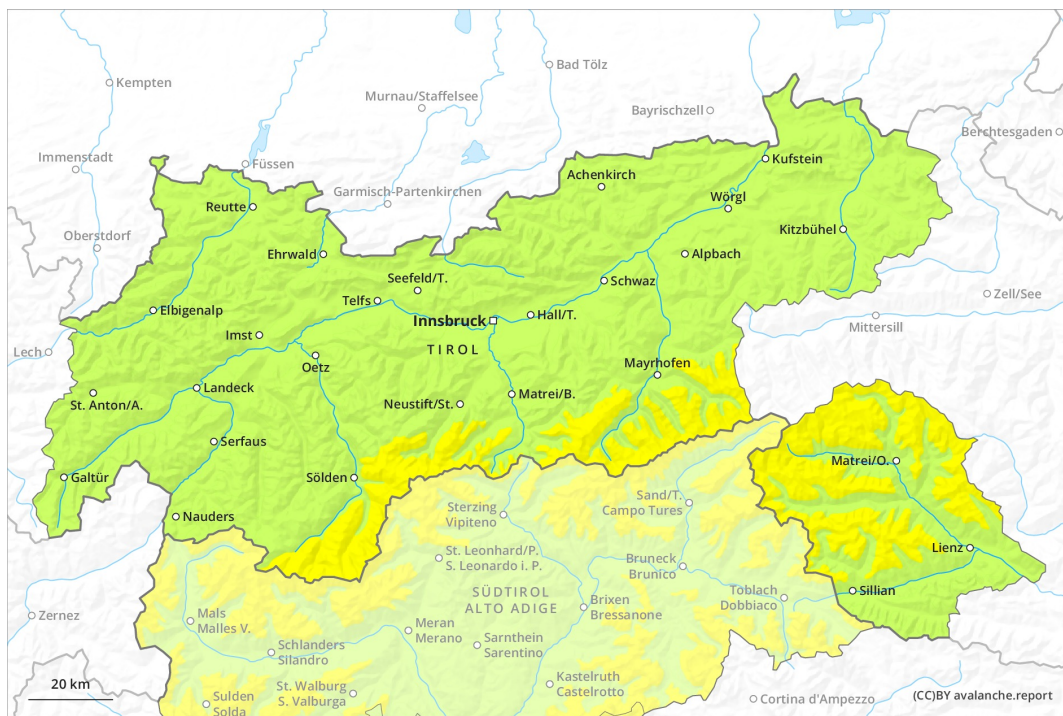 Kempten
Bad Tölz
Murnau/Staffelsee
Bayrischzell
Berchtesgaden
Immenstadt
Füssen
Kufstein
Achenkirch
Garmisch-Partenkirchen
Wörgl
Reutte
Oberstdorf
Kitzbühel
Ehrwald
Alpbach
Seefeld/T.
Schwaz
Zell/See
Telfs
Elbigenalp
Hall/T.
Innsbruck
Mittersill
Imst
Lech
TIROL
Oetz
Mayrhofen
Landeck
St. Anton/A.
Neustift/St.
Matrei/B.
Serfaus
Matrei/O.
Galtür
Sölden
Sand/T.
Campo Tures
Sterzing
Vipiteno
Nauders
Lienz
St. Leonhard/P.
S. Leonardo i. P.
Bruneck
Brunico
SÜDTIROL
ALTO ADIGE
Toblach
Dobbiaco
Sillian
Brixen
Bressanone
Zernez
Mals
Malles V.
Meran
Merano
Sarnthein
Sarentino
Schlanders
Silandro
Kastelruth
Castelrotto
20 km
St. Walburg
S. Valburga
Sulden
Solda
Cortina d'Ampezzo
(CC)BY avalanche.report